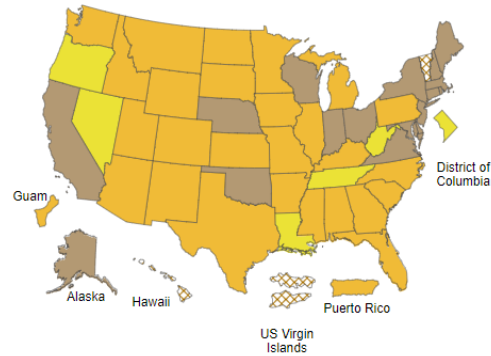 District of
Columbia
Guam
Alaska
Hawaii
Puerto Rico
US Virgin
Islands